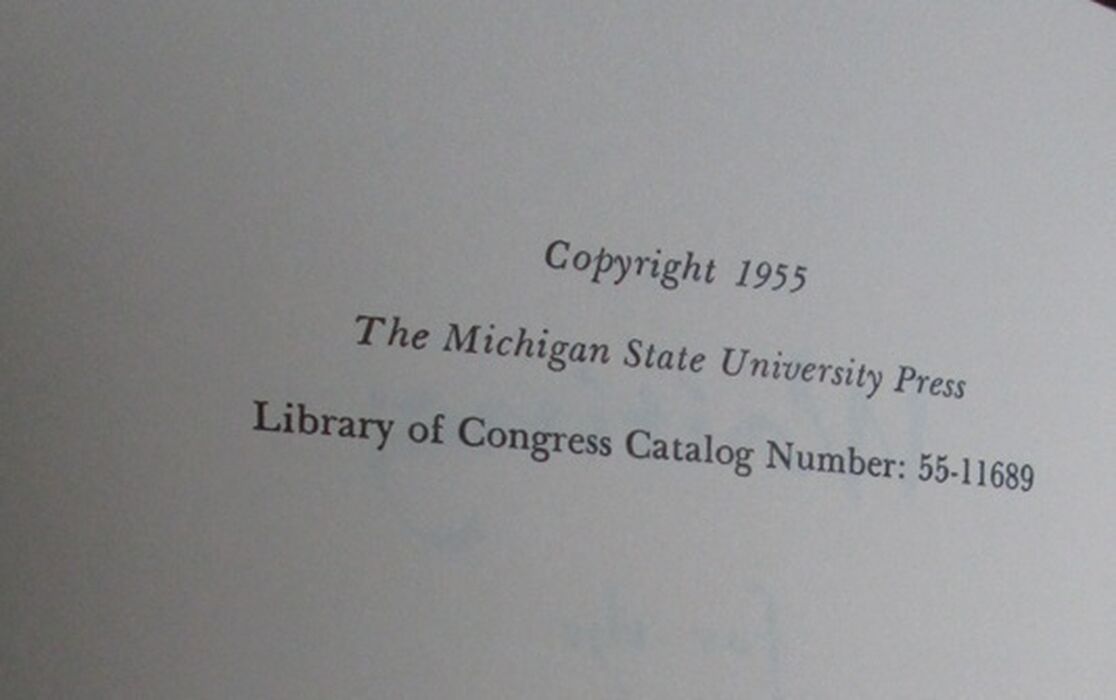 Copyright 1955
The Michigan State University Press
Library of Congress Catalog Number: 55-11689